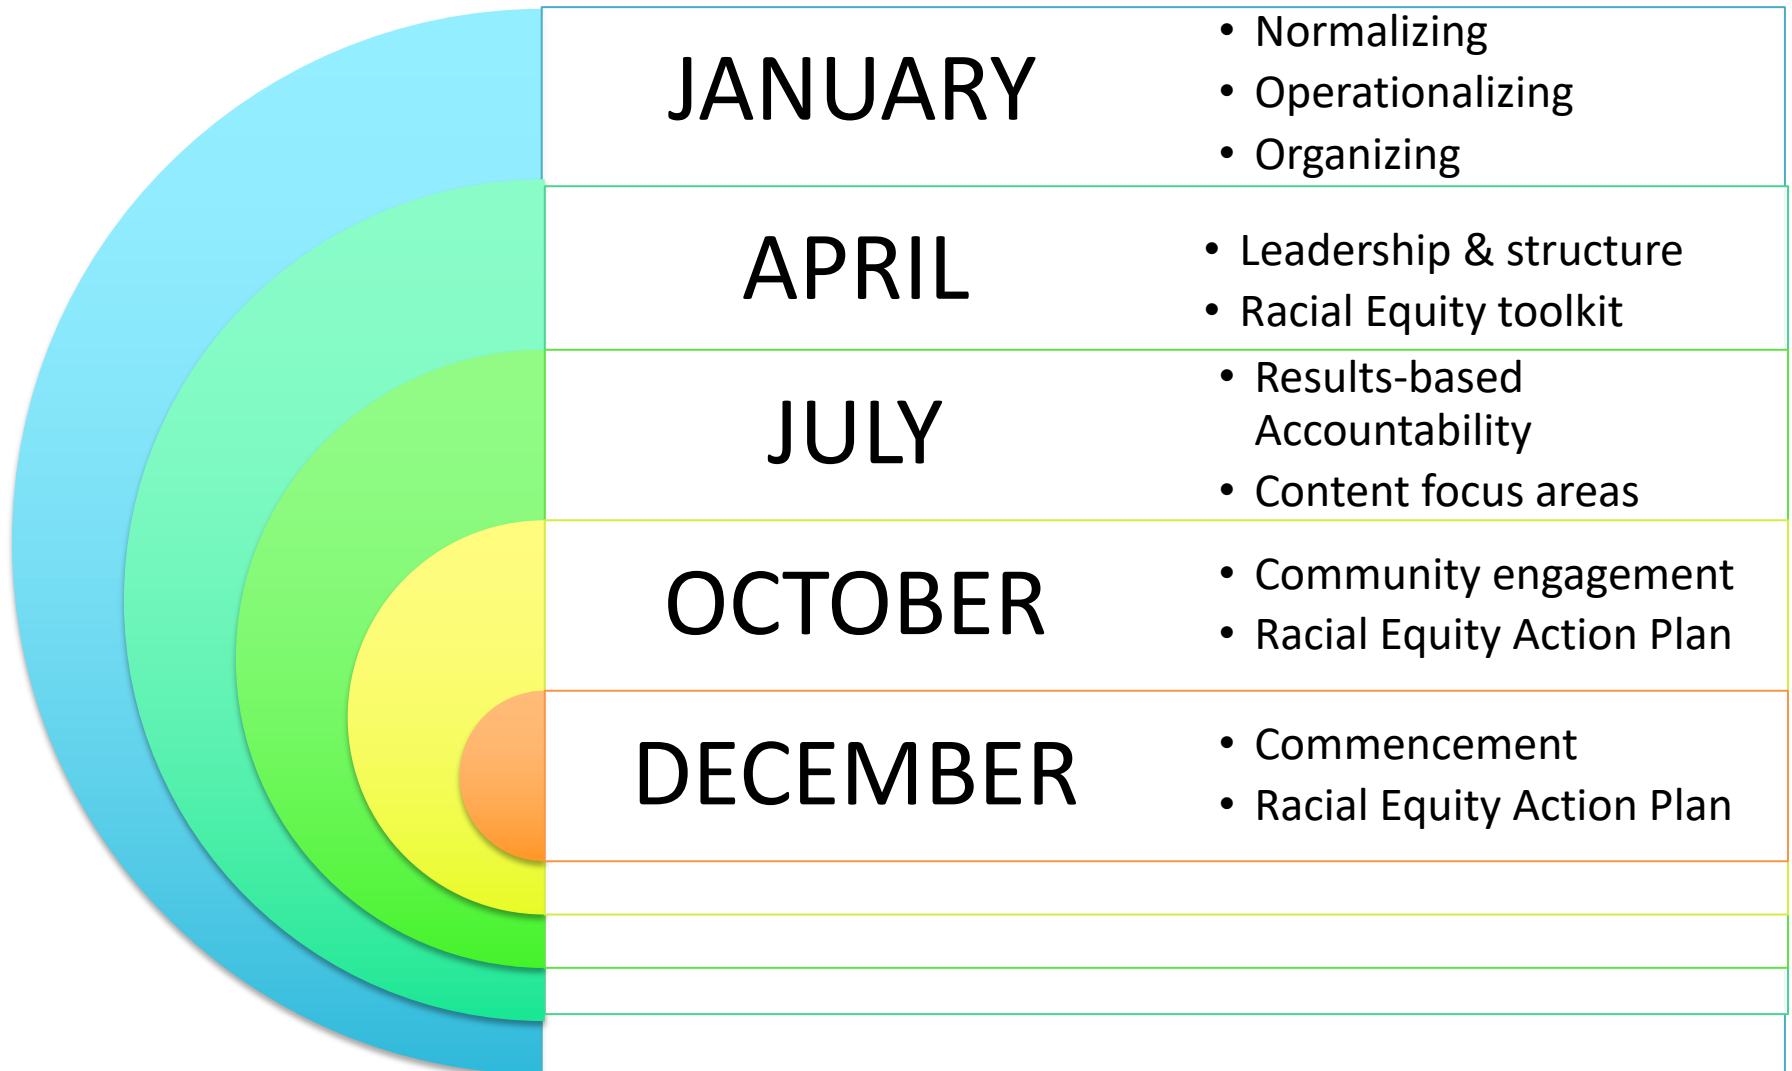 JANUARY
• Normalizing
• Operationalizing
• Organizing
APRIL
• Leadership & structure
• Racial Equity toolkit
JULY
• Results-based
Accountability
• Content focus areas
OCTOBER
• Community engagement
• Racial Equity Action Plan
DECEMBER
• Commencement
• Racial Equity Action Plan